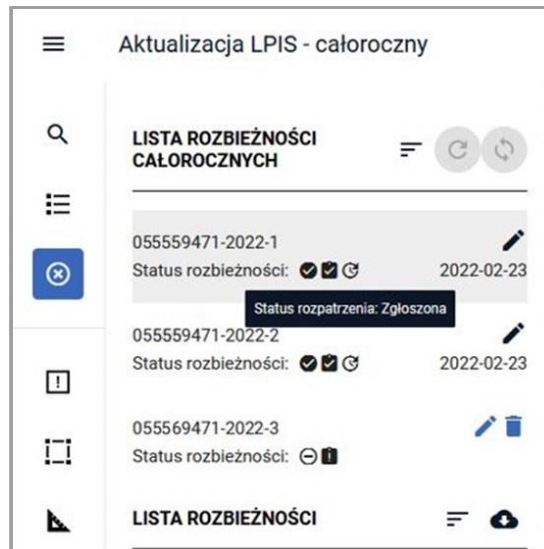 Aktualizacja LPIS - całoroczny
LISTA ROZBIEŻNOŚCI
CAŁOROCZNYCH
055559471-2022-1
Status rozbieżności: 2022-02-23
Status rozpatrzenia: Zgłoszona
055559471-2022-2
Status rozbieżności: 2022-02-23
055569471-2022-3
Status rozbieżności:
LISTA ROZBIEŻNOŚCI